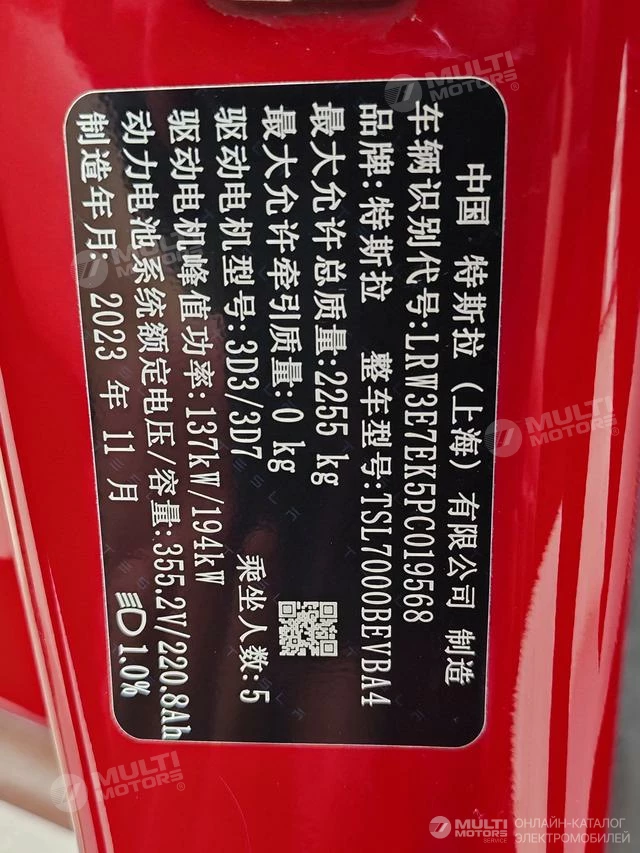 中国 特斯拉(上海)有限公司 制造
车辆识别代号:LRW3E7EK5PC019568
品牌:特斯拉 整车型号:TSL7000BEVBA4
最大允许总质量:2255 kg
最大允许牵引质量:0 kg
驱动电机型号:3D3/3D7 乘坐人数:5
驱动电机峰值功率:137kW/194kW
动力电池系统额定电压/容量:355.2V/220.8Ah
制造年月: 2023 年 11 月 1.0%
MULTI MOTORS®
MULTI MOTORS®
MULTI MOTORS®
MULTI MOTORS®
MULTI MOTORS SERVICE
ОНЛАЙН-КАТАЛОГ
ЭЛЕКТРОМОБИЛЕЙ